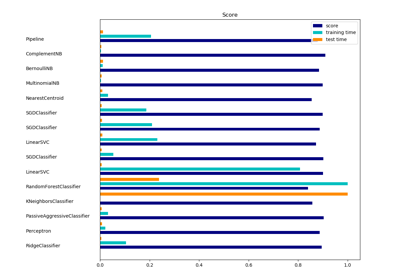 Score
score
training time
test time
Pipeline
ComplementNB
BernoulliNB
MultinomialNB
NearestCentroid
SGDClassifier
SGDClassifier
LinearSVC
SGDClassifier
LinearSVC
RandomForestClassifier
KNeighborsClassifier
PassiveAggressiveClassifier
Perceptron
RidgeClassifier
0.0 0.2 0.4 0.6 0.8 1.0